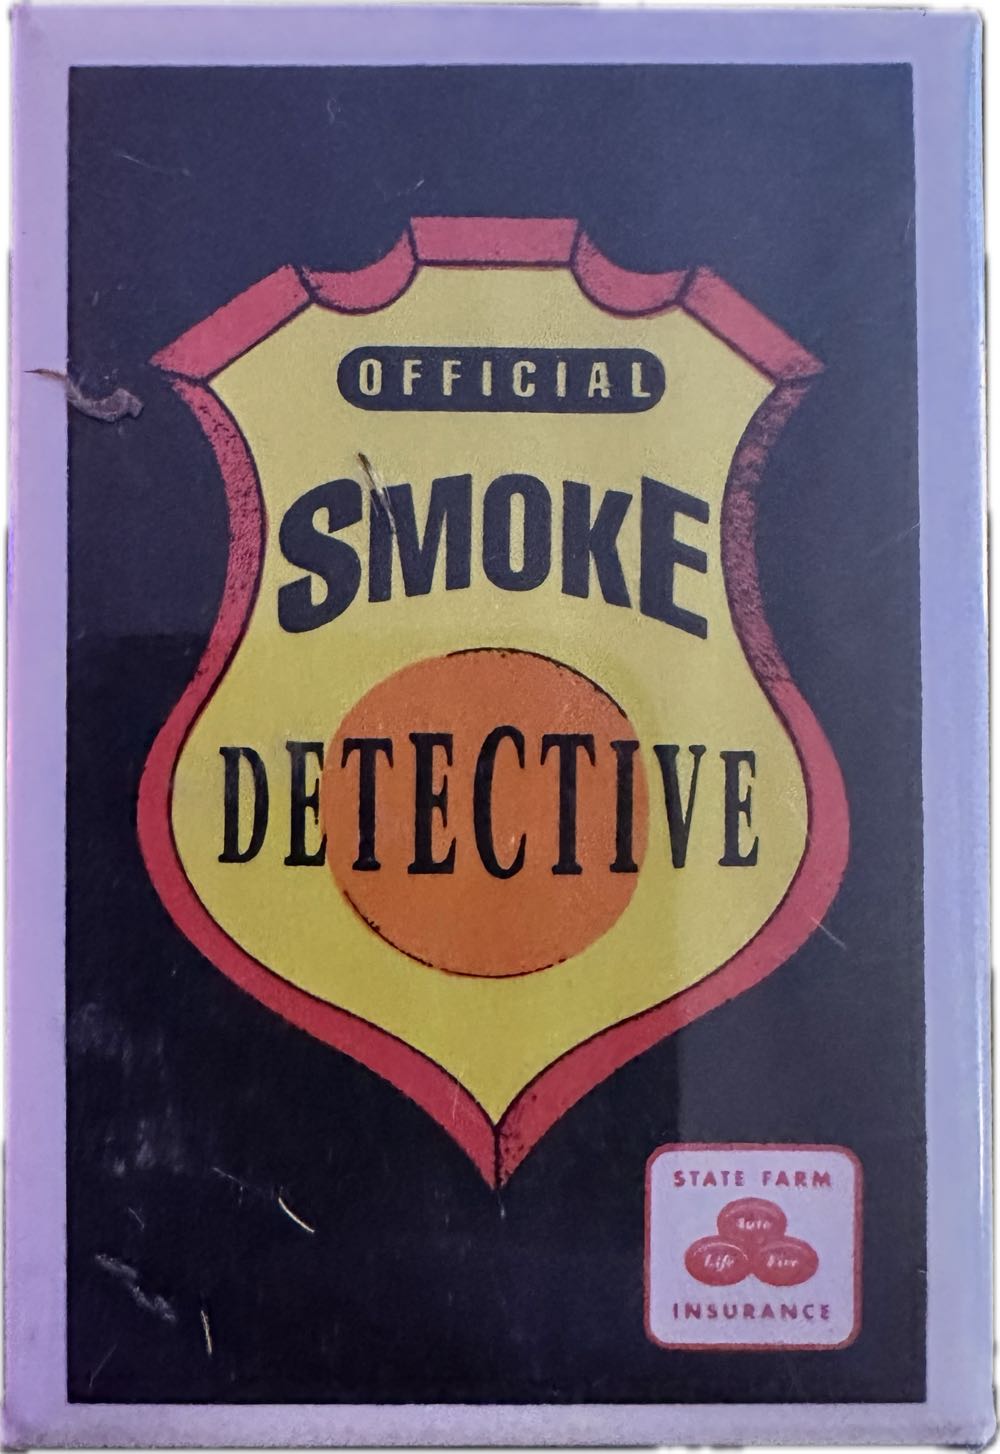 OFFICIAL
SMOKE
DETECTIVE
STATE FARM
Auto
Life Fire
INSURANCE